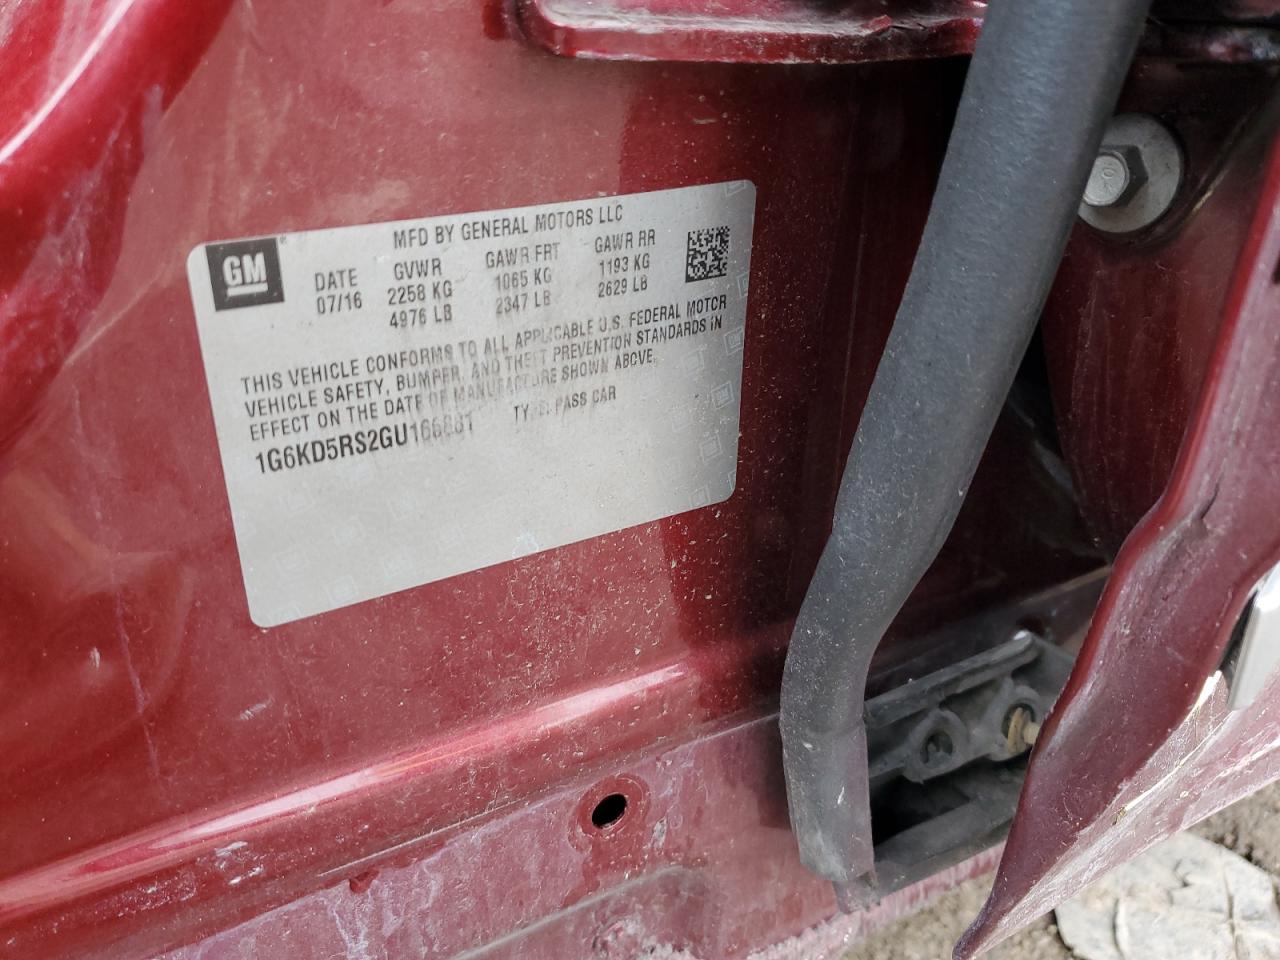 GM
MFD BY GENERAL MOTORS LLC
DATE GVWR GAWR FRT GAWR RR
07/16 2258 KG 1065 KG 1193 KG
4976 LB 2347 LB 2629 LB
THIS VEHICLE CONFORMS TO ALL APPLICABLE U.S. FEDERAL MOTOR
VEHICLE SAFETY, BUMPER, AND THEFT PREVENTION STANDARDS IN
EFFECT ON THE DATE OF MANUFACTURE SHOWN ABOVE.
1G6KD5RS2GU166881 TYPE: PASS CAR